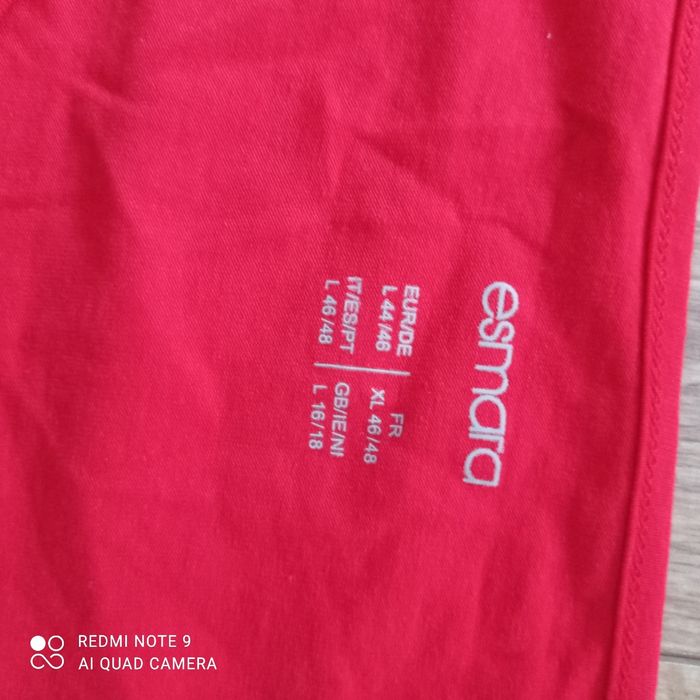 esmara
EUR/DE | FR
L 44/46 | XL 46/48
IT/ES/PT | GB/IE/NI
L 46/48 | L 16/18
REDMI NOTE 9
AI QUAD CAMERA